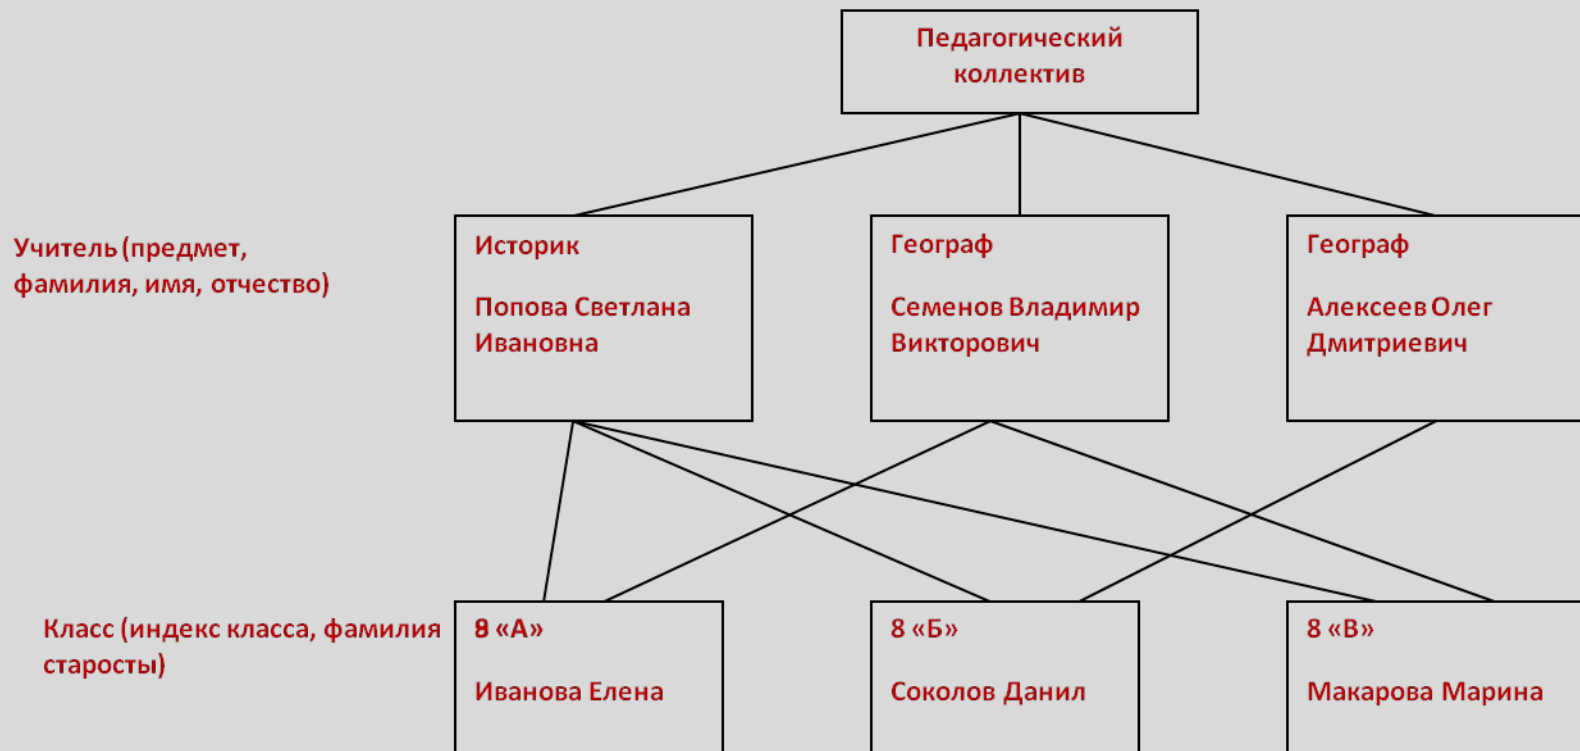 Педагогический
коллектив
Учитель (предмет,
фамилия, имя, отчество)
Историк
Попова Светлана
Ивановна
Географ
Семенов Владимир
Викторович
Географ
Алексеев Олег
Дмитриевич
Класс (индекс класса, фамилия
старосты)
8 «А»
Иванова Елена
8 «Б»
Соколов Данил
8 «В»
Макарова Марина